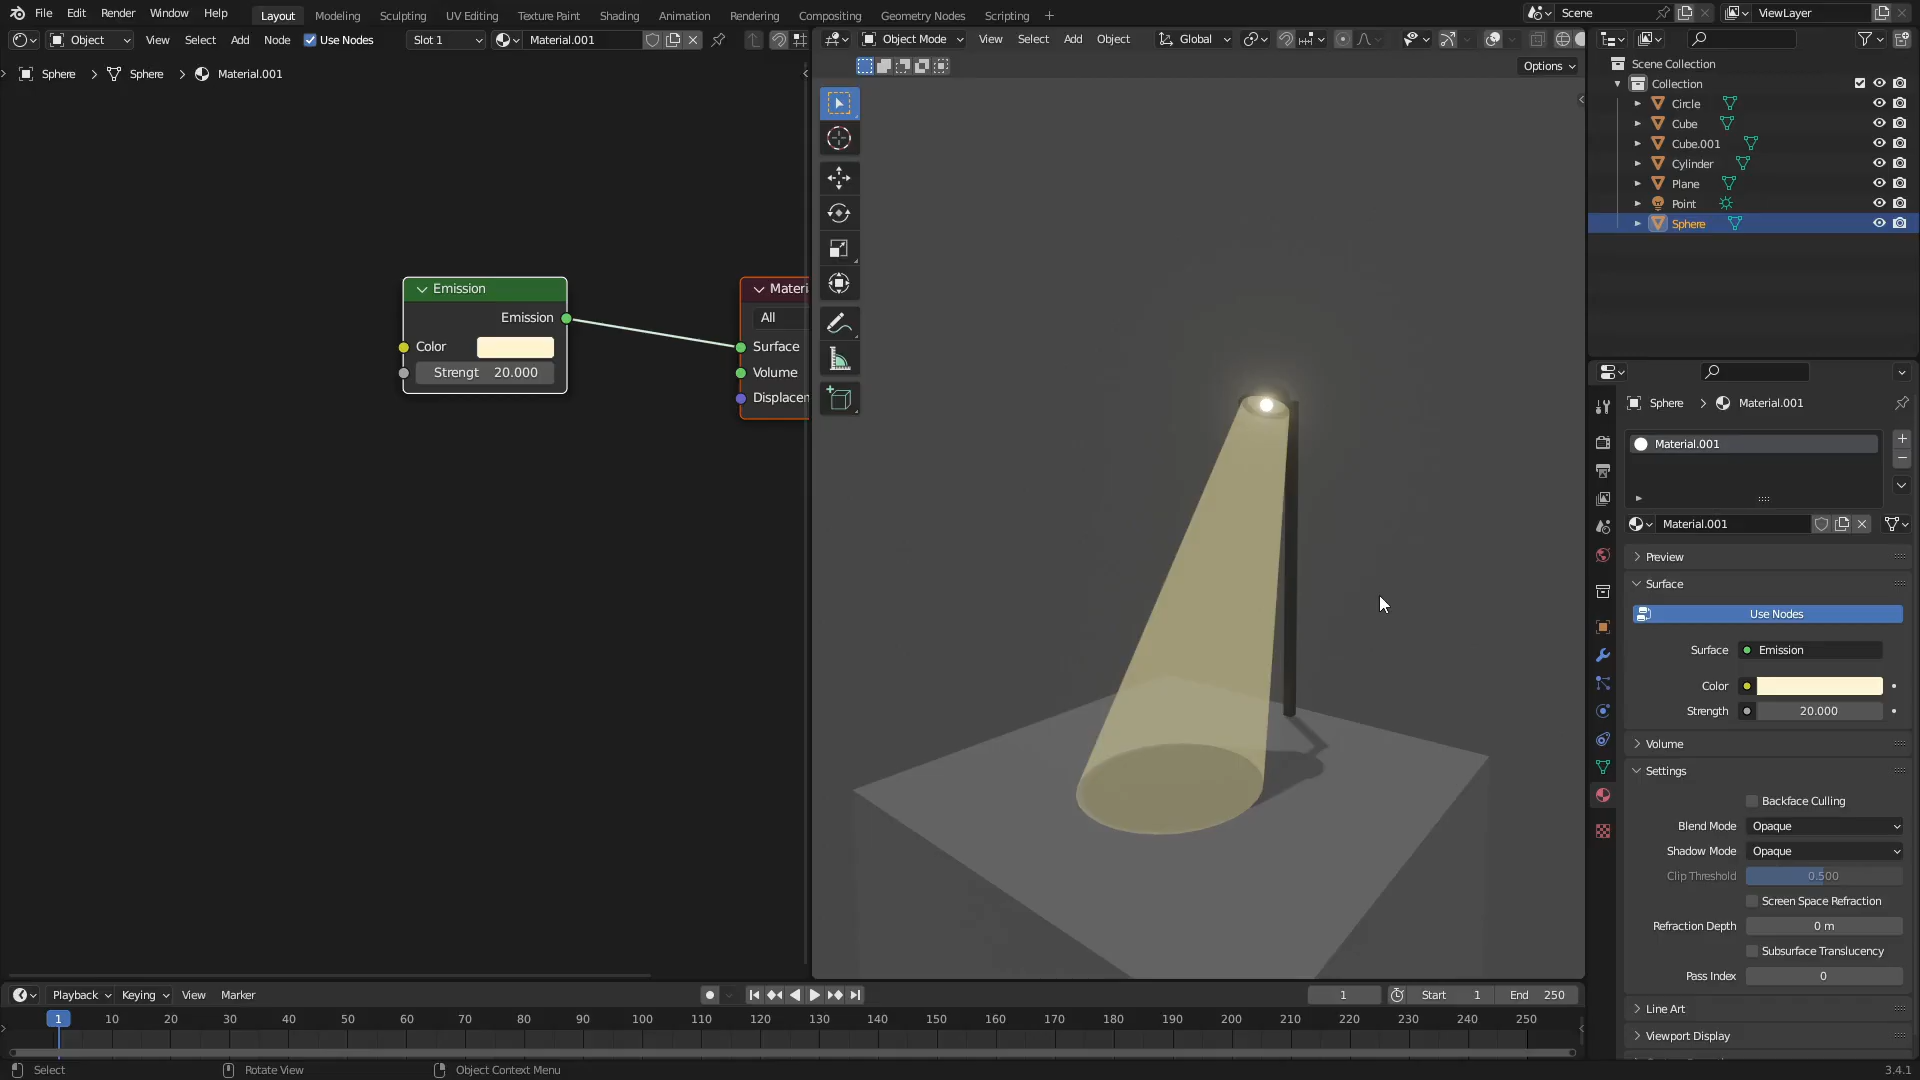 File Edit Render Window Help Layout Modeling Sculpting UV Editing Texture Paint Shading Animation Rendering Compositing Geometry Nodes Scripting + Scene ViewLayer
Object View Select Add Node Use Nodes Slot 1 Material.001 Object Mode View Select Add Object Global
Options
Sphere > Sphere > Material.001
Scene Collection
Collection
Circle
Cube
Cube.001
Cylinder
Plane
Point
Sphere
Emission
Emission
Color
Strengt 20.000
Materi
All
Surface
Volume
Displacen
Sphere > Material.001
Material.001
Material.001
Preview
Surface
Use Nodes
Surface Emission
Color
Strength 20.000
Volume
Settings
Backface Culling
Blend Mode Opaque
Shadow Mode Opaque
Clip Threshold 0.500
Screen Space Refraction
Refraction Depth 0 m
Subsurface Translucency
Pass Index 0
Line Art
Viewport Display
Playback Keying View Marker 1 Start 1 End 250
1 10 20 30 40 50 60 70 80 90 100 110 120 130 140 150 160 170 180 190 200 210 220 230 240 250
Select Rotate View Object Context Menu 3.4.1